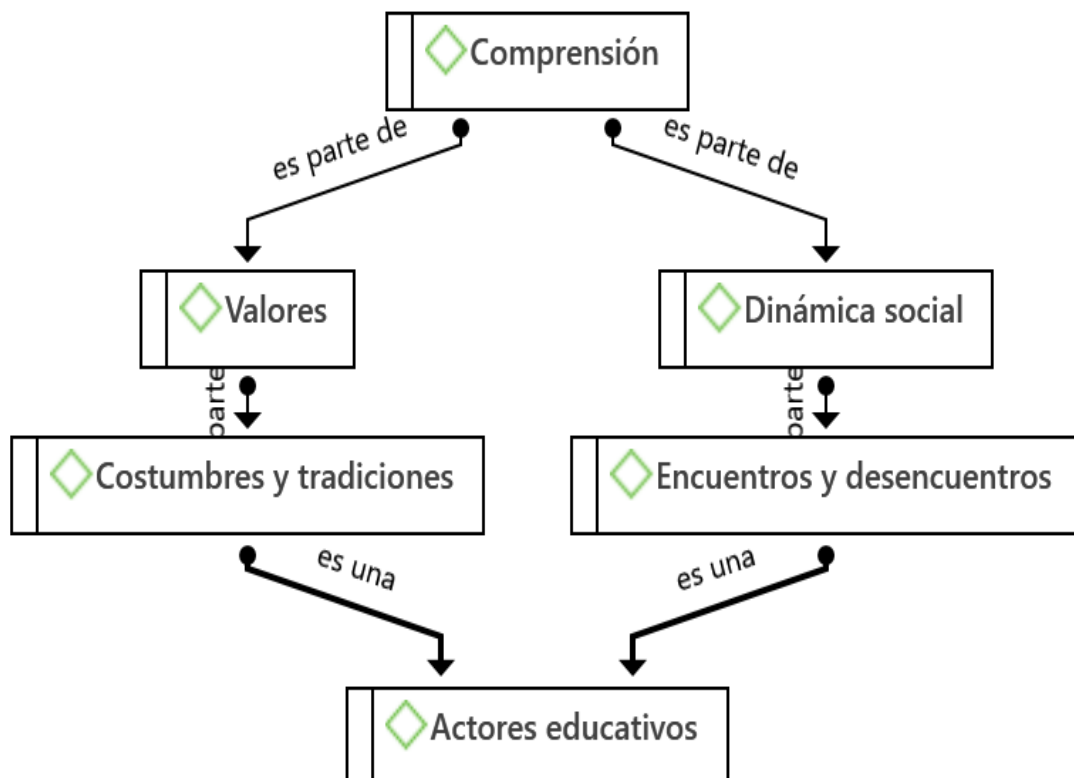 Comprensión
es parte de
es parte de
Valores
Dinámica social
parte
parte
Costumbres y tradiciones
Encuentros y desencuentros
es una
es una
Actores educativos